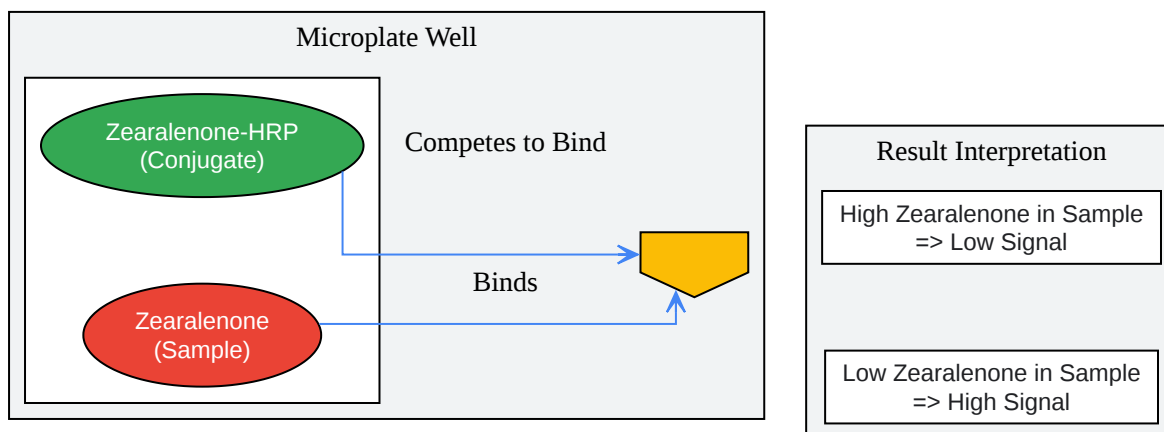 Microplate Well
Zearalenone-HRP
(Conjugate)
Competes to Bind
Binds
Zearalenone
(Sample)
Result Interpretation
High Zearalenone in Sample
=> Low Signal
Low Zearalenone in Sample
=> High Signal